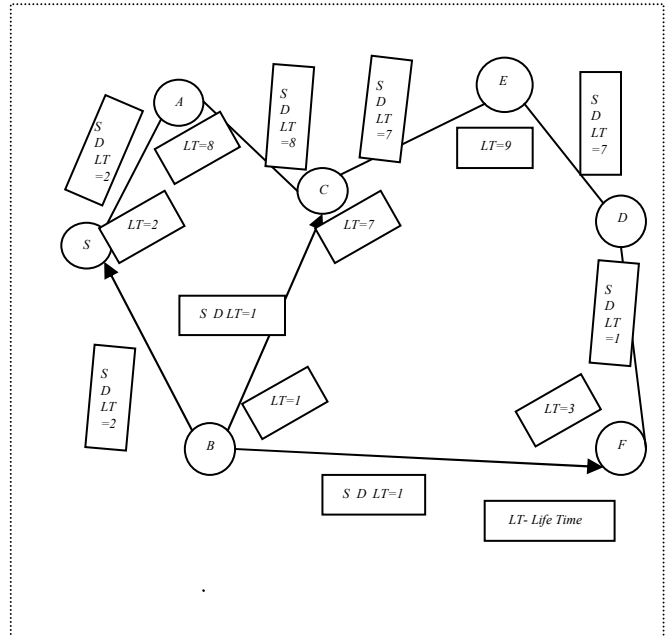 A
S
D
LT
=2
LT=8
S
D
LT
=8
S
D
LT
=7
E
LT=9
S
D
LT
=7
C
LT=7
D
S
LT=2
S D LT=1
S
D
LT
=1
S
D
LT
=2
LT=1
LT=3
B
F
S D LT=1
LT- Life Time